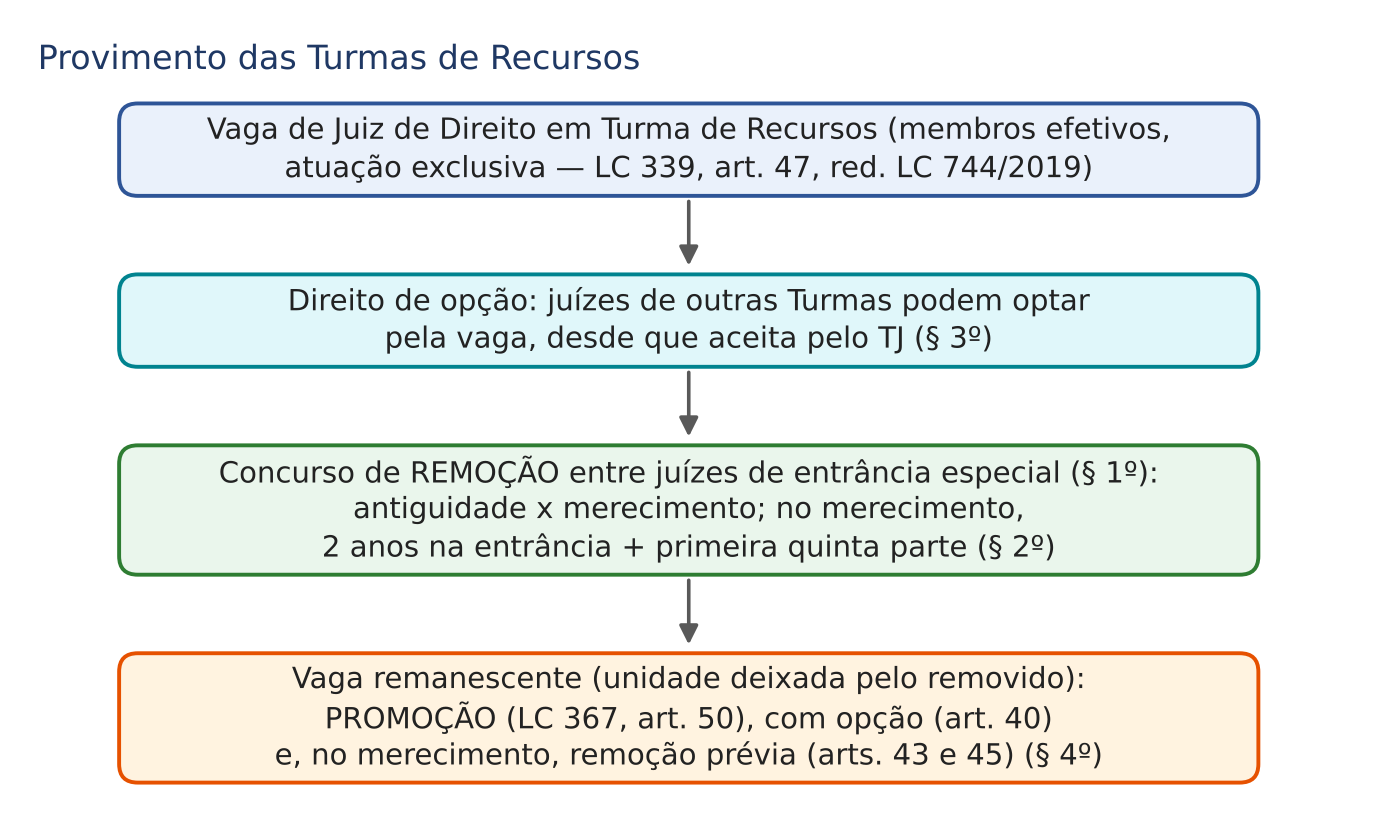 Provimento das Turmas de Recursos
Vaga de Juiz de Direito em Turma de Recursos (membros efetivos,
atuação exclusiva — LC 339, art. 47, red. LC 744/2019)
Direito de opção: juízes de outras Turmas podem optar
pela vaga, desde que aceita pelo TJ (§ 3º)
Concurso de REMOÇÃO entre juízes de entrância especial (§ 1º):
antiguidade x merecimento; no merecimento,
2 anos na entrância + primeira quinta parte (§ 2º)
Vaga remanescente (unidade deixada pelo removido):
PROMOÇÃO (LC 367, art. 50), com opção (art. 40)
e, no merecimento, remoção prévia (arts. 43 e 45) (§ 4º)